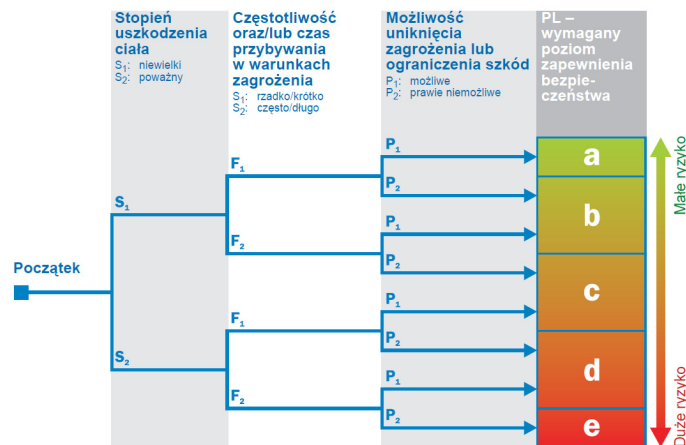 Stopień
uszkodzenia
ciała
S₁: niewielki
S₂: poważny
Częstotliwość
oraz/lub czas
przybywania
w warunkach
zagrożenia
S₁: rzadko/krótko
S₂: często/długo
Możliwość
uniknięcia
zagrożenia lub
ograniczenia szkód
P₁: możliwe
P₂: prawie niemożliwe
PL –
wymagany
poziom
zapewnienia
bezpie-
czeństwa
Początek
S₁
S₂
F₁
F₂
F₁
F₂
P₁
P₂
P₁
P₂
P₁
P₂
P₁
P₂
a
b
c
d
e
Małe ryzyko
Duże ryzyko